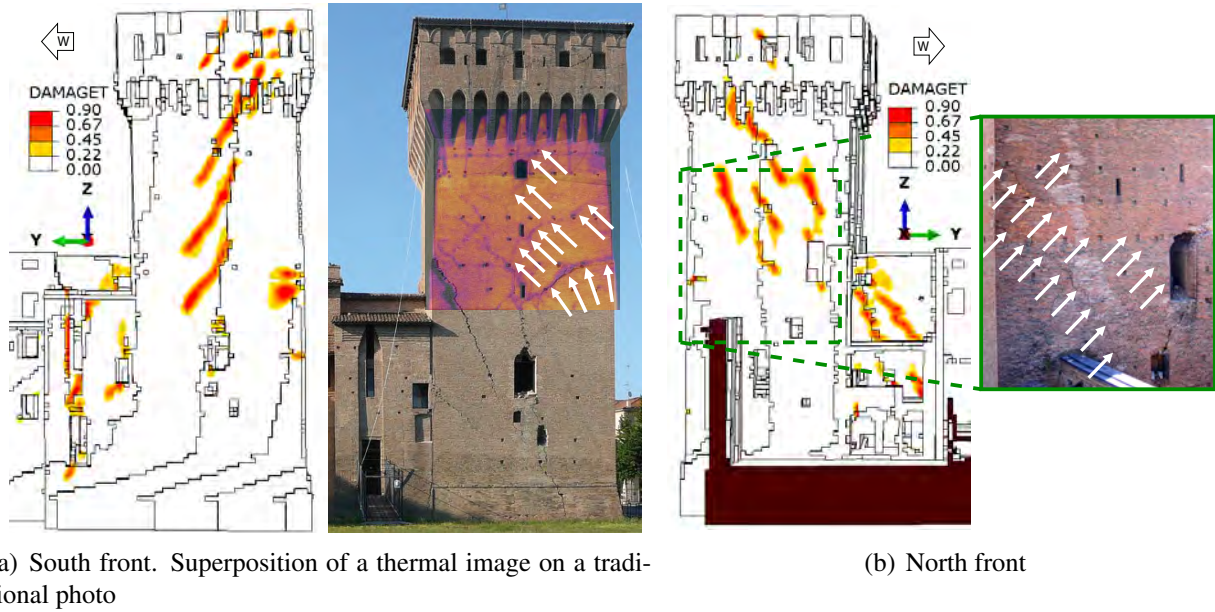 W
DAMAGET
0.90
0.67
0.45
0.22
0.00
Z
Y
W
DAMAGET
0.90
0.67
0.45
0.22
0.00
Z
X
Y
a) South front. Superposition of a thermal image on a tradi-
ional photo
(b) North front